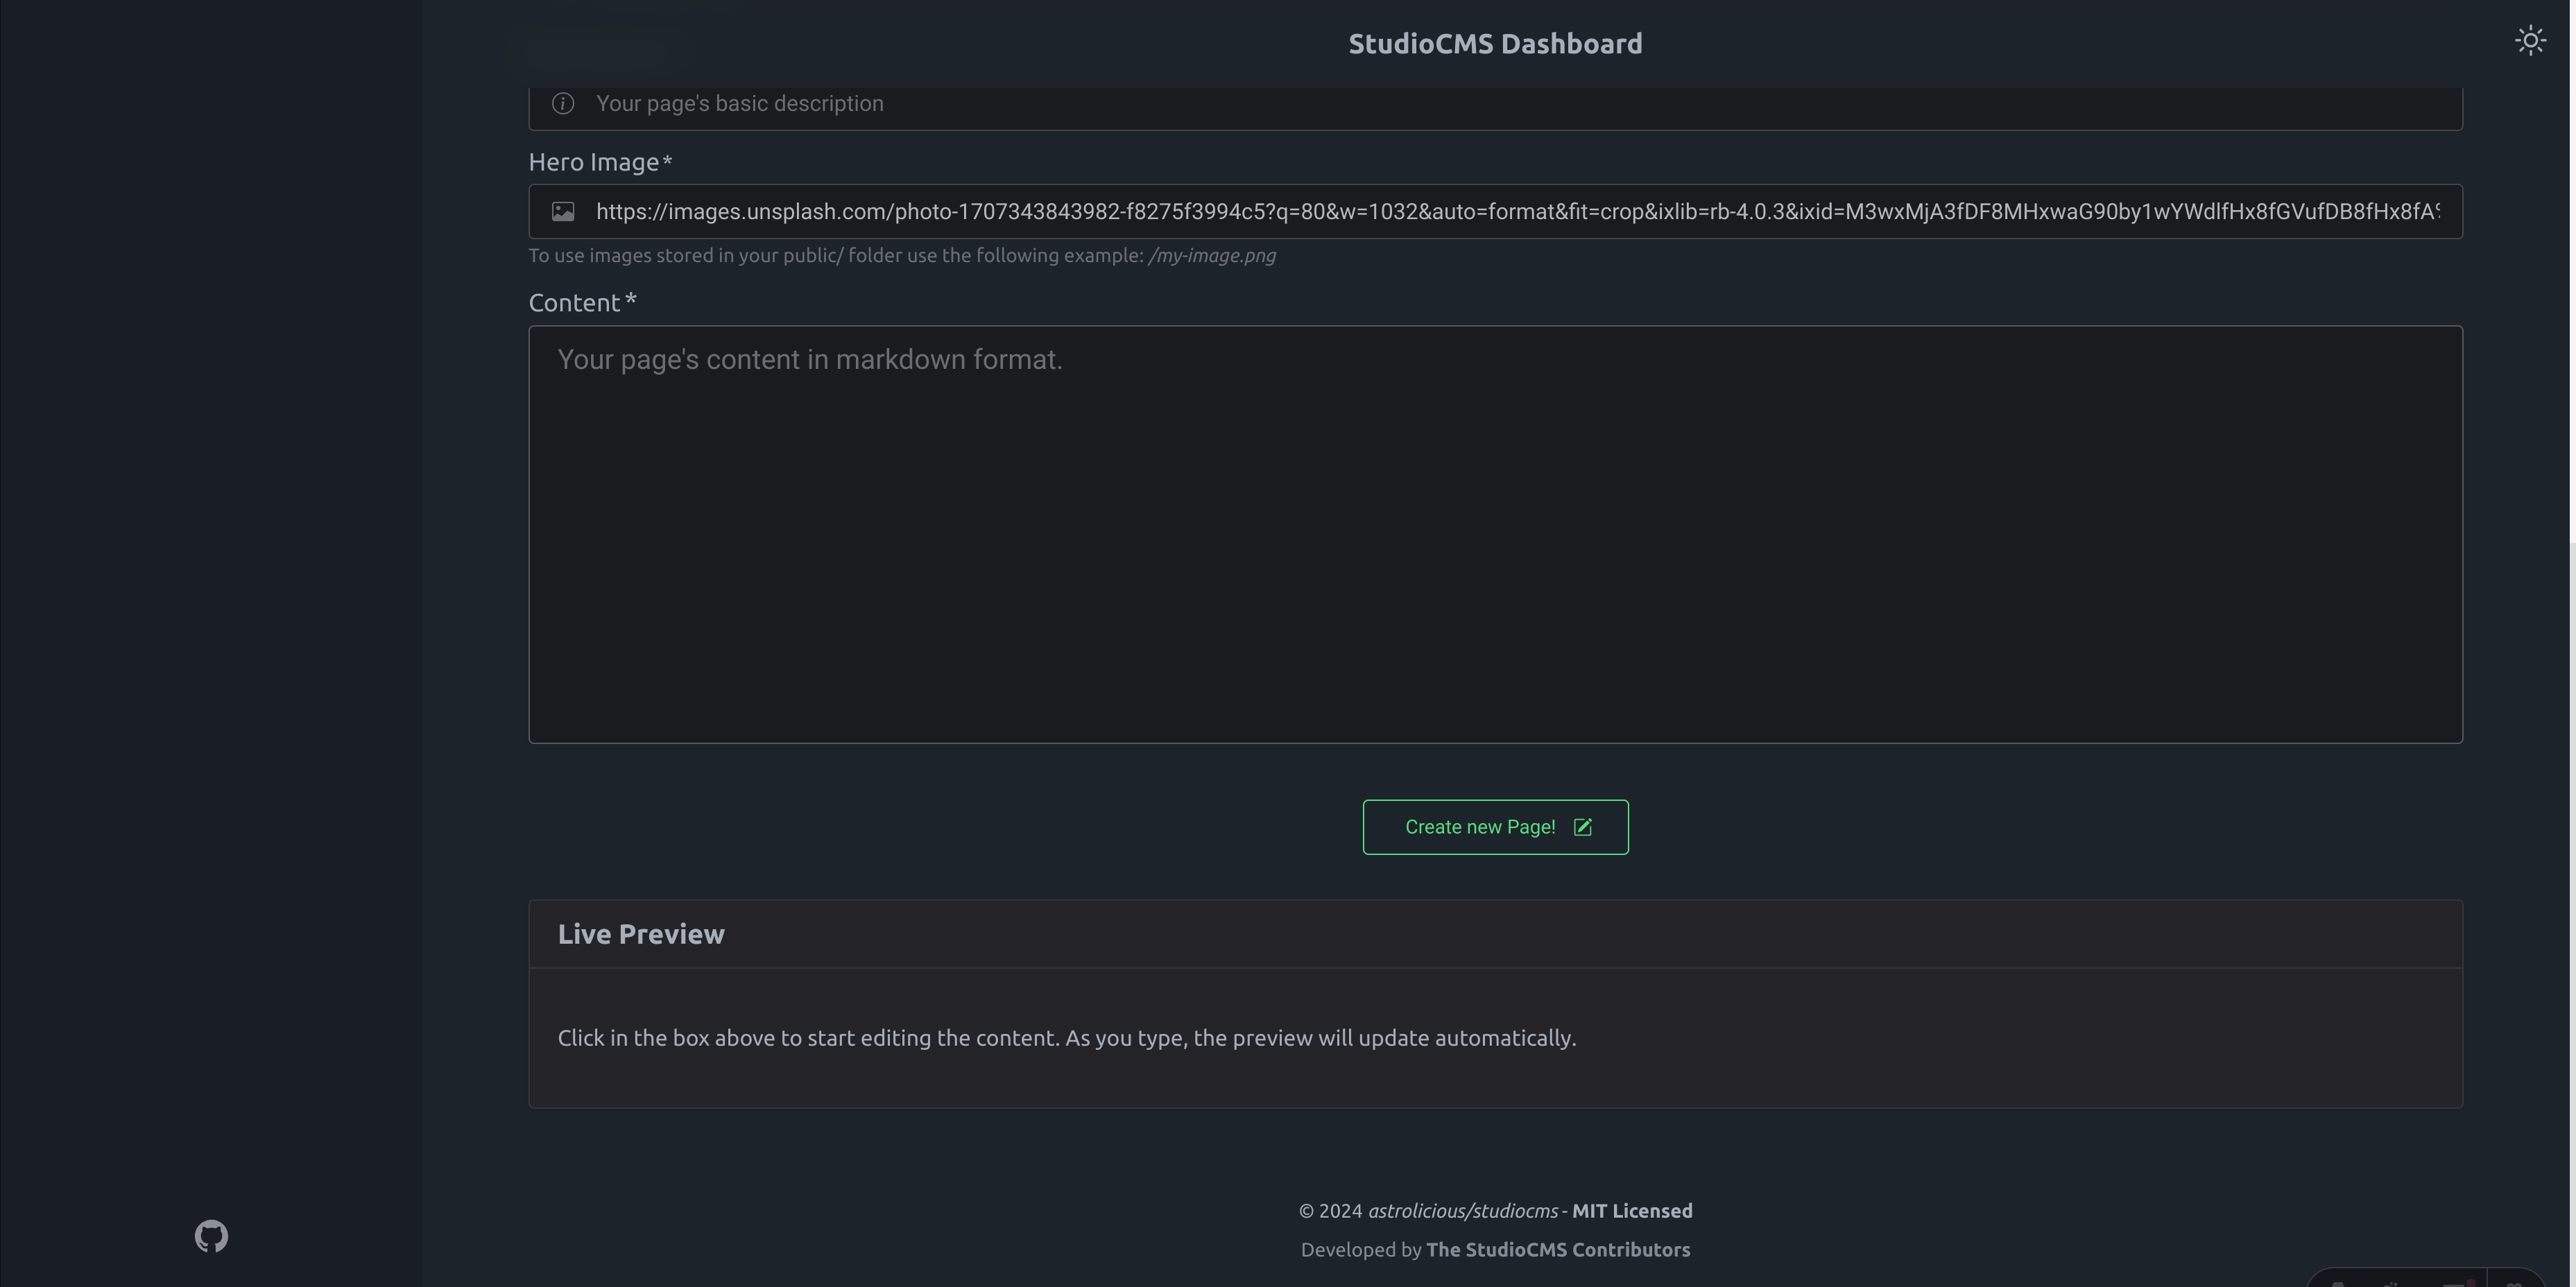 StudioCMS Dashboard
Your page's basic description
Hero Image*
https://images.unsplash.com/photo-1707343843982-f8275f3994c5?q=80&w=1032&auto=format&fit=crop&ixlib=rb-4.0.3&ixid=M3wxMjA3fDF8MHxwaG90by1wYWdlfHx8fGVufDB8fHx8fA%
To use images stored in your public/ folder use the following example: /my-image.png
Content*
Your page's content in markdown format.
Create new Page!
Live Preview
Click in the box above to start editing the content. As you type, the preview will update automatically.
© 2024 astrolicious/studiocms - MIT Licensed
Developed by The StudioCMS Contributors